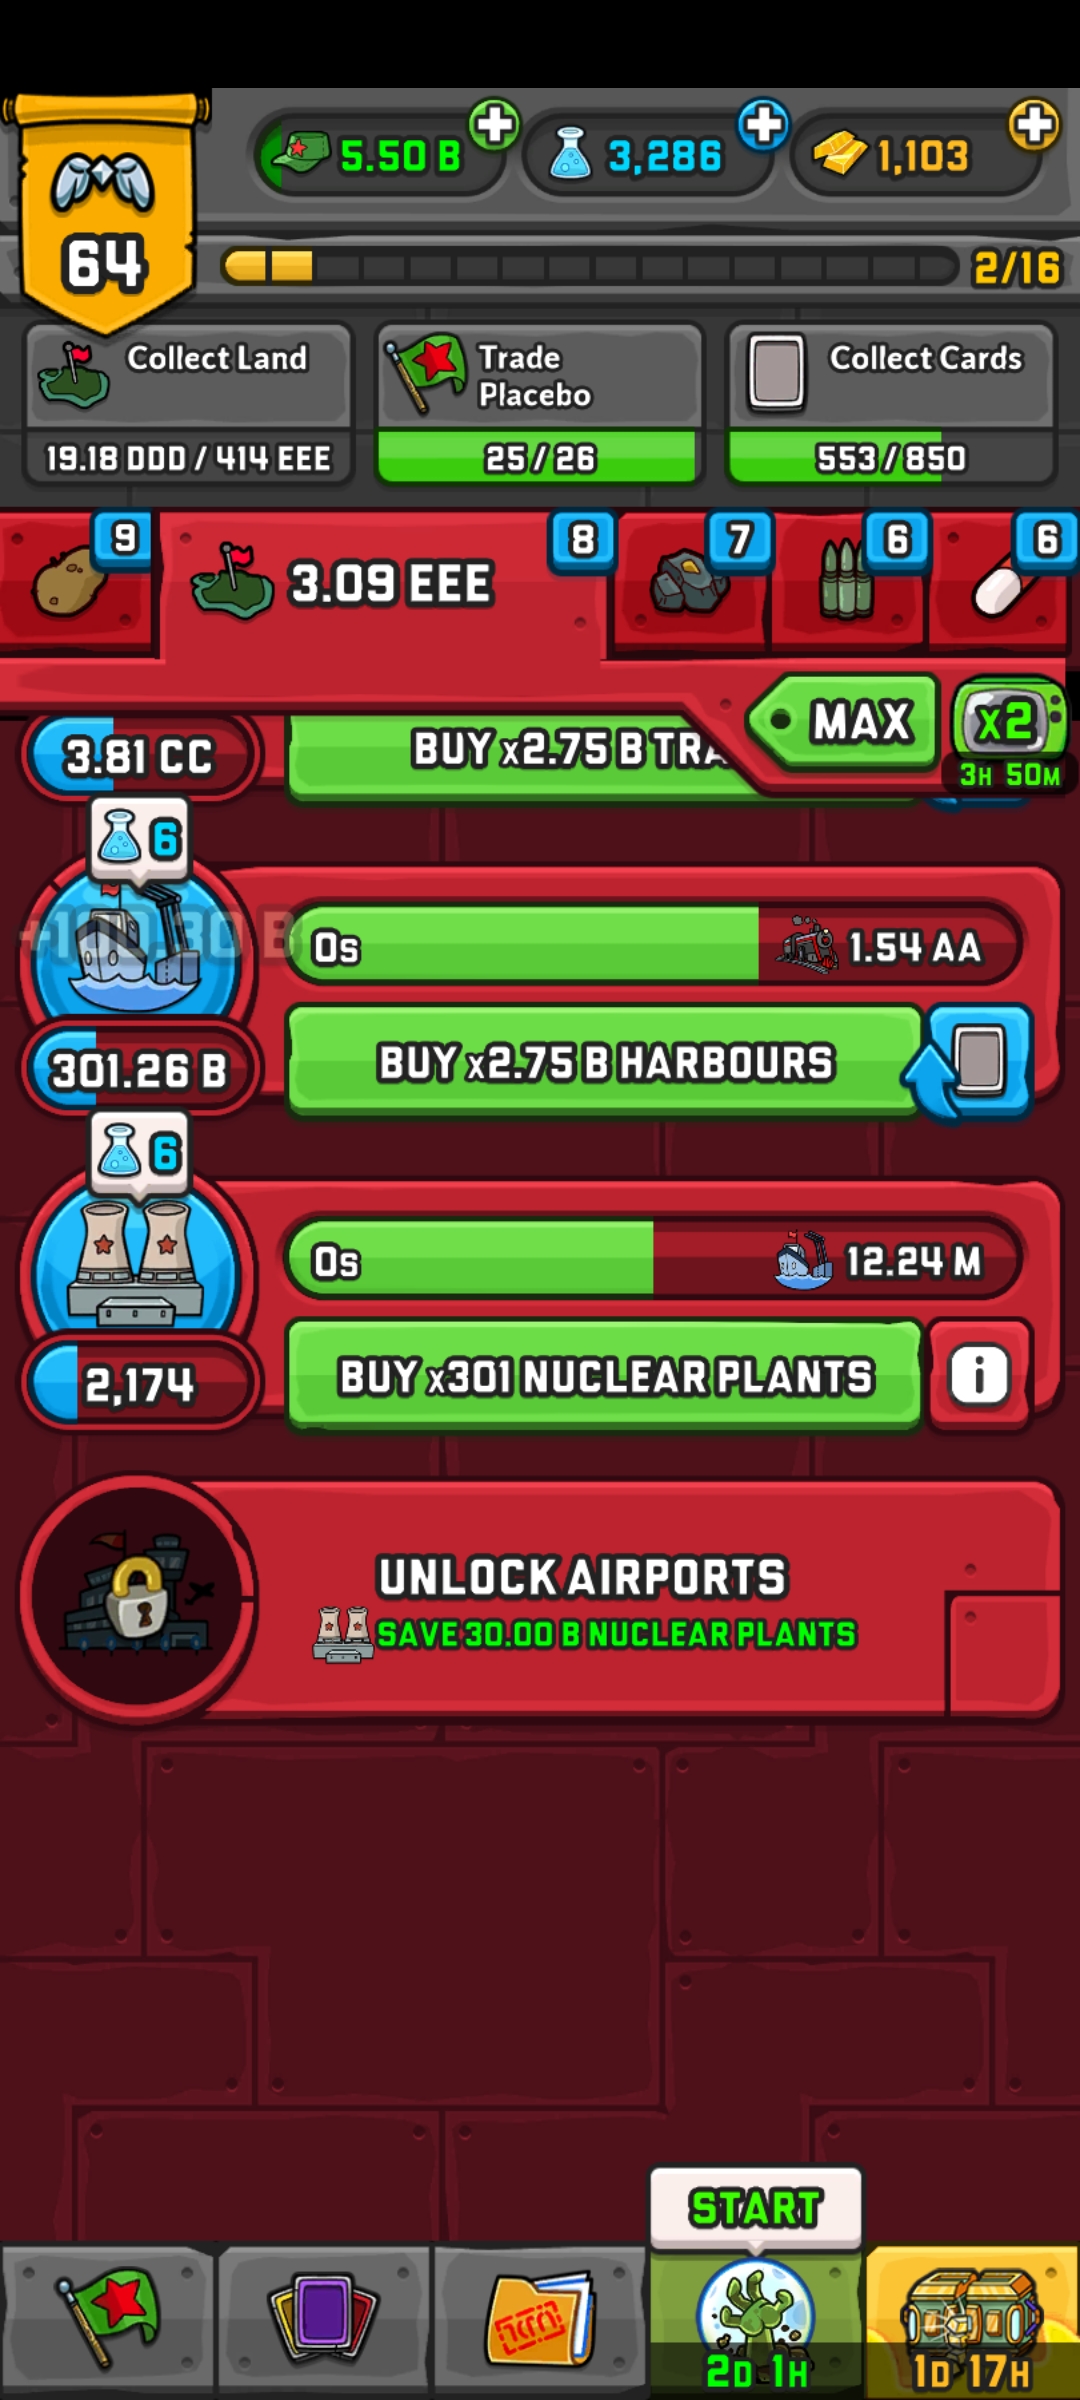 5.50 B
3,286
1,103
64
2/16
Collect Land
19.18 DDD / 414 EEE
Trade
Placebo
25 / 26
Collect Cards
553 / 850
9
3.09 EEE
8
7
6
6
MAX
x2
3H 50M
3.81 CC
BUY x2.75 B TRA
6
0s
1.54 AA
301.26 B
BUY x2.75 B HARBOURS
6
0s
12.24 M
2,174
BUY x301 NUCLEAR PLANTS
i
UNLOCK AIRPORTS
SAVE 30.00 B NUCLEAR PLANTS
START
2D 1H
1D 17H